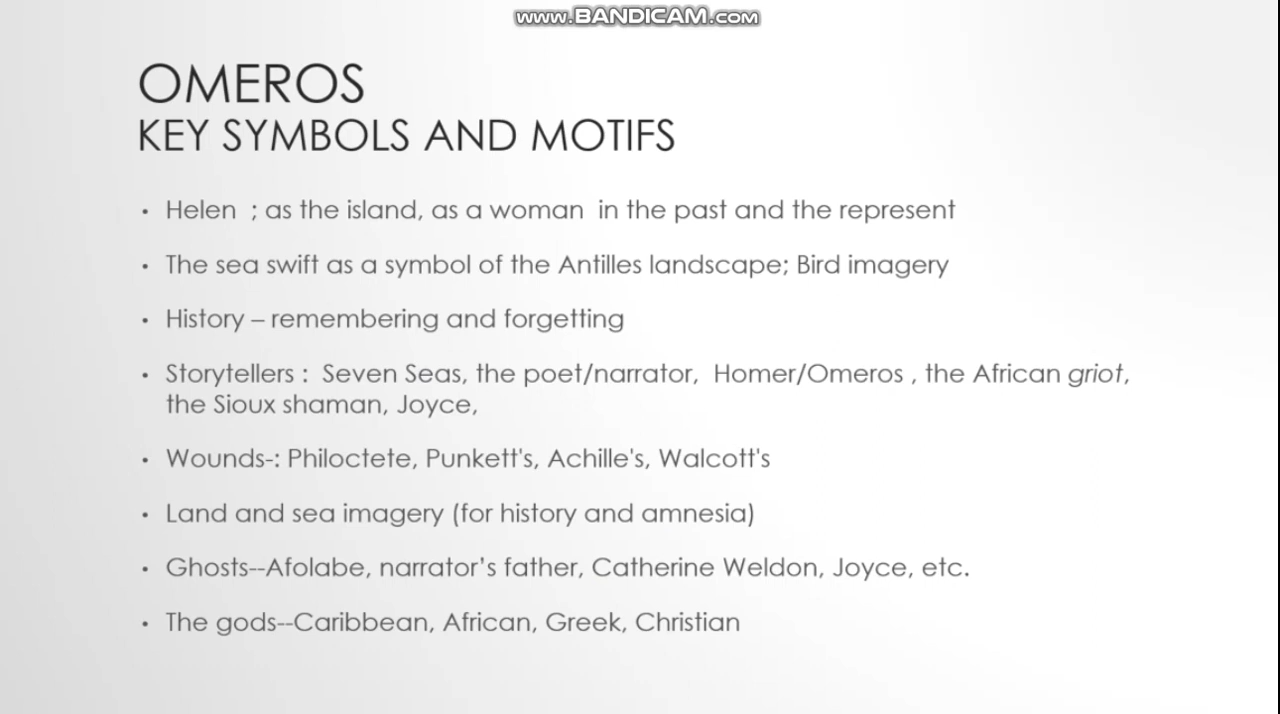 www.BANDICAM.com
OMEROS
KEY SYMBOLS AND MOTIFS
• Helen ; as the island, as a woman in the past and the represent
• The sea swift as a symbol of the Antilles landscape; Bird imagery
• History – remembering and forgetting
• Storytellers : Seven Seas, the poet/narrator, Homer/Omeros , the African griot,
the Sioux shaman, Joyce,
• Wounds-: Philoctete, Punkett's, Achille's, Walcott's
• Land and sea imagery (for history and amnesia)
• Ghosts--Afolabe, narrator’s father, Catherine Weldon, Joyce, etc.
• The gods--Caribbean, African, Greek, Christian